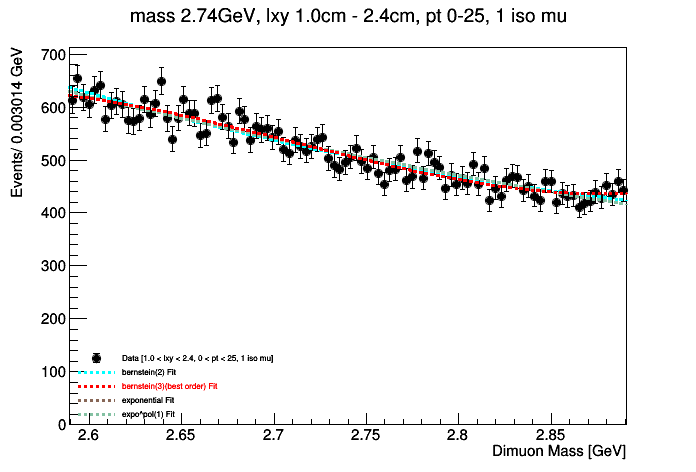 mass 2.74GeV, lxy 1.0cm - 2.4cm, pt 0-25, 1 iso mu
Events/ 0.003014 GeV
700
600
500
400
300
200
100
0
Data [1.0 < lxy < 2.4, 0 < pt < 25, 1 iso mu]
bernstein(2) Fit
bernstein(3)(best order) Fit
exponential Fit
expo*pol(1) Fit
2.6 2.65 2.7 2.75 2.8 2.85
Dimuon Mass [GeV]